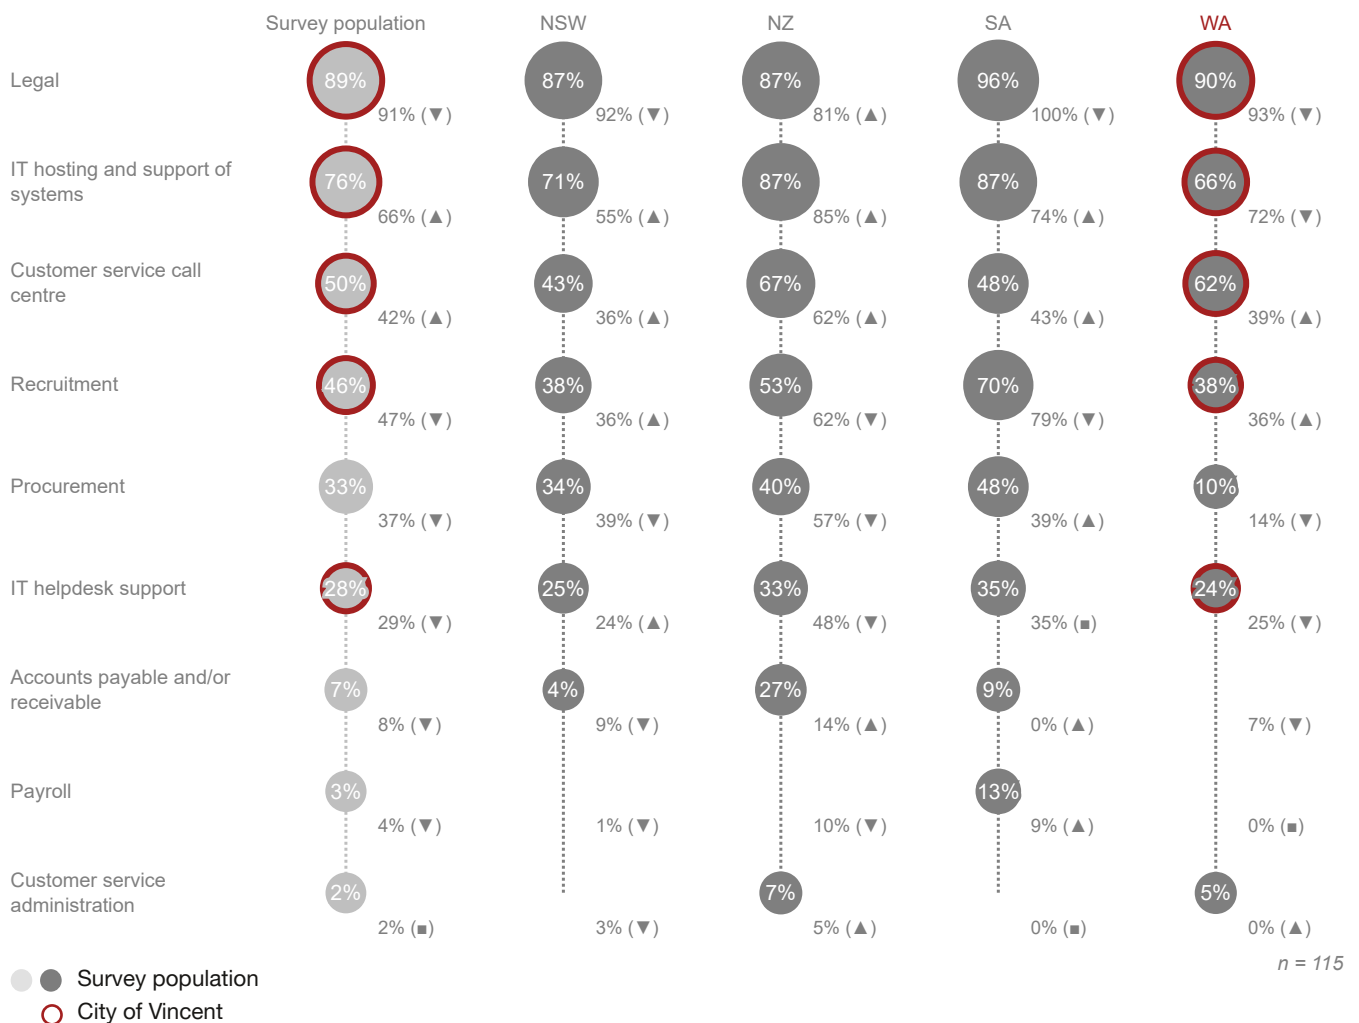 Survey population NSW NZ SA WA
Legal 89% 87% 87% 96% 90%
91% (▼) 92% (▼) 81% (▲) 100% (▼) 93% (▼)
IT hosting and support of
systems 76% 71% 87% 87% 66%
66% (▲) 55% (▲) 85% (▲) 74% (▲) 72% (▼)
Customer service call
centre 50% 43% 67% 48% 62%
42% (▲) 36% (▲) 62% (▲) 43% (▲) 39% (▲)
Recruitment 46% 38% 53% 70% 38%
47% (▼) 36% (▲) 62% (▼) 79% (▼) 36% (▲)
Procurement 33% 34% 40% 48% 10%
37% (▼) 39% (▼) 57% (▼) 39% (▲) 14% (▼)
IT helpdesk support 28% 25% 33% 35% 24%
29% (▼) 24% (▲) 48% (▼) 35% (■) 25% (▼)
Accounts payable and/or
receivable 7% 4% 27% 9%
8% (▼) 9% (▼) 14% (▲) 0% (▲) 7% (▼)
Payroll 3% 13%
4% (▼) 1% (▼) 10% (▼) 9% (▲) 0% (■)
Customer service
administration 2% 7% 5%
2% (■) 3% (▼) 5% (▲) 0% (■) 0% (▲)
n = 115
Survey population
City of Vincent